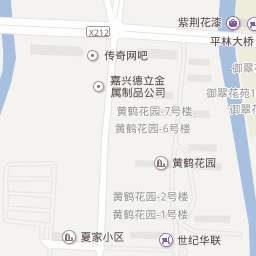 紫荆花漆
X212
平林大桥
传奇网吧
御翠花
嘉兴德立金
属制品公司
御翠花苑1
黄鹤花园-7号楼
黄鹤花园-6号楼
黄鹤花园
黄鹤花园-2号楼
黄鹤花园-1号楼
夏家小区
世纪华联